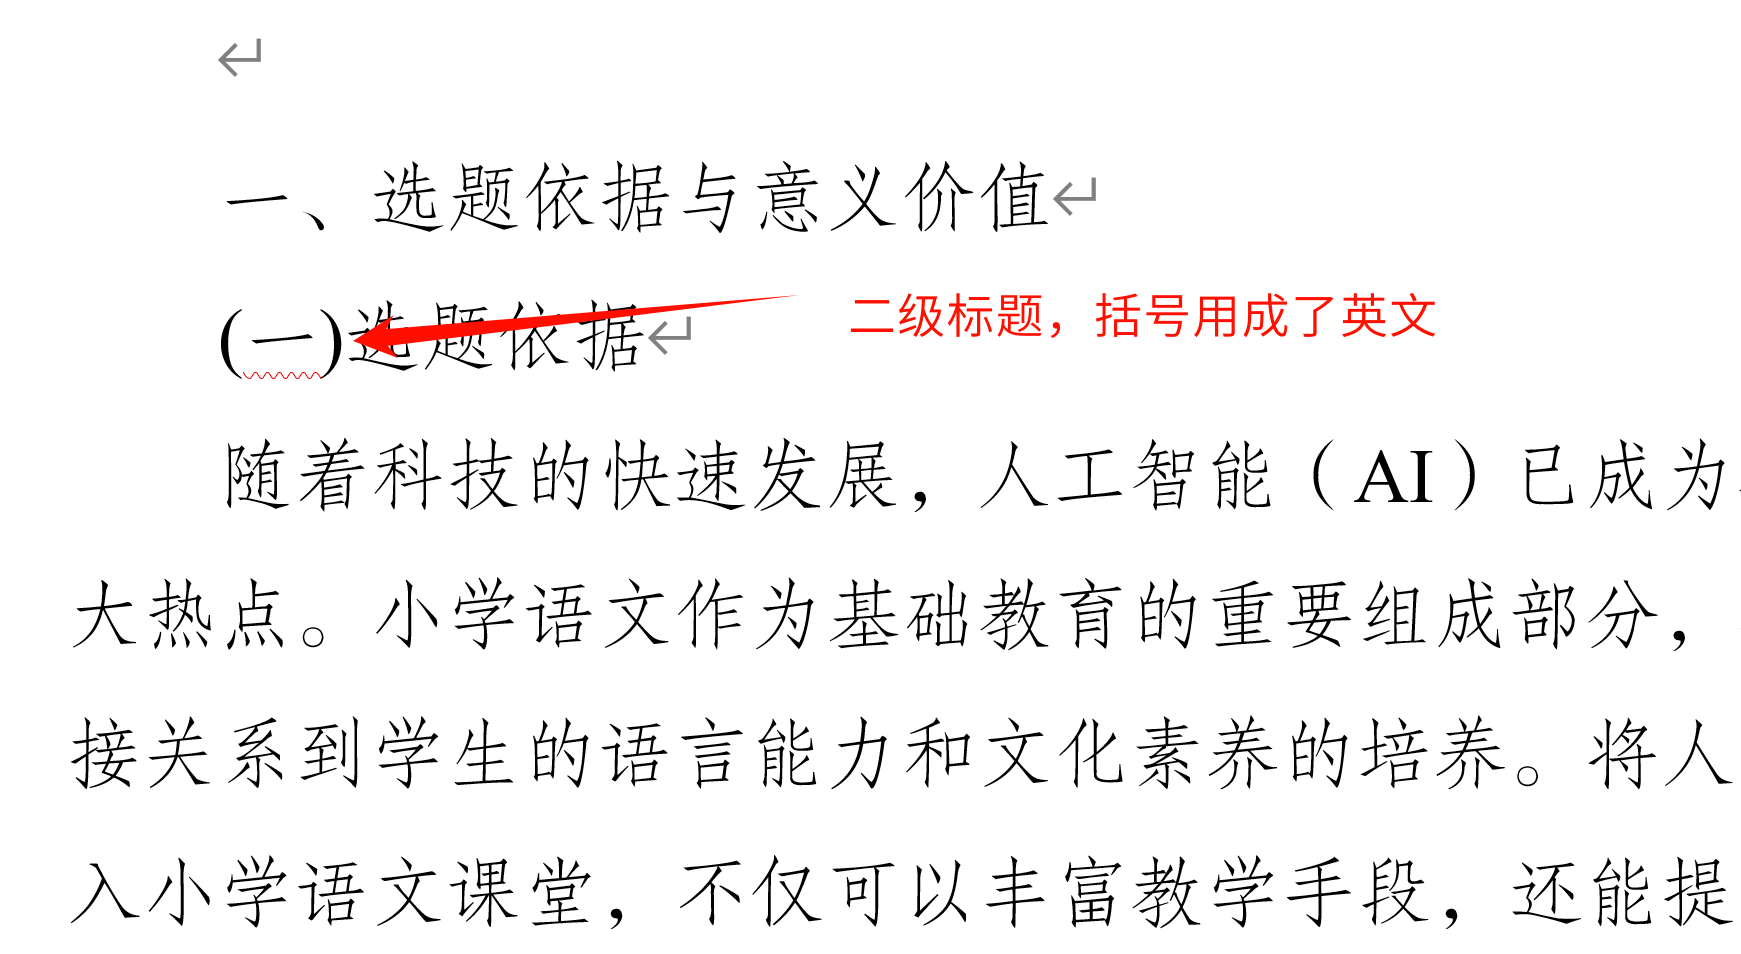 一、选题依据与意义价值
(一)选题依据
二级标题，括号用成了英文
随着科技的快速发展，人工智能（AI）已成为
大热点。小学语文作为基础教育的重要组成部分，
接关系到学生的语言能力和文化素养的培养。将人
入小学语文课堂，不仅可以丰富教学手段，还能提